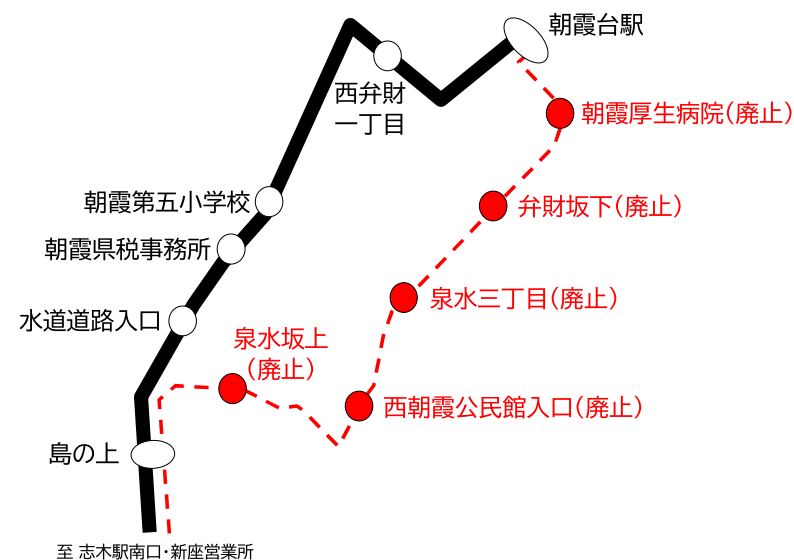 朝霞台駅
西弁財
一丁目
朝霞厚生病院(廃止)
朝霞第五小学校
弁財坂下(廃止)
朝霞県税事務所
泉水三丁目(廃止)
水道道路入口
泉水坂上
(廃止)
西朝霞公民館入口(廃止)
島の上
至 志木駅南口・新座営業所